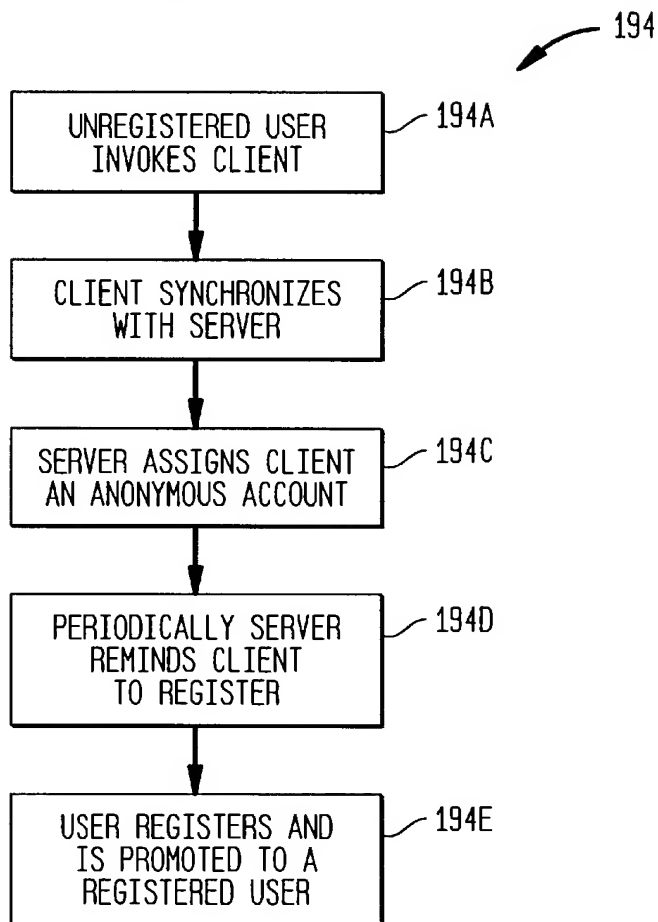 194
UNREGISTERED USER
INVOKES CLIENT
194A
CLIENT SYNCHRONIZES
WITH SERVER
194B
SERVER ASSIGNS CLIENT
AN ANONYMOUS ACCOUNT
194C
PERIODICALLY SERVER
REMINDS CLIENT
TO REGISTER
194D
USER REGISTERS AND
IS PROMOTED TO A
REGISTERED USER
194E